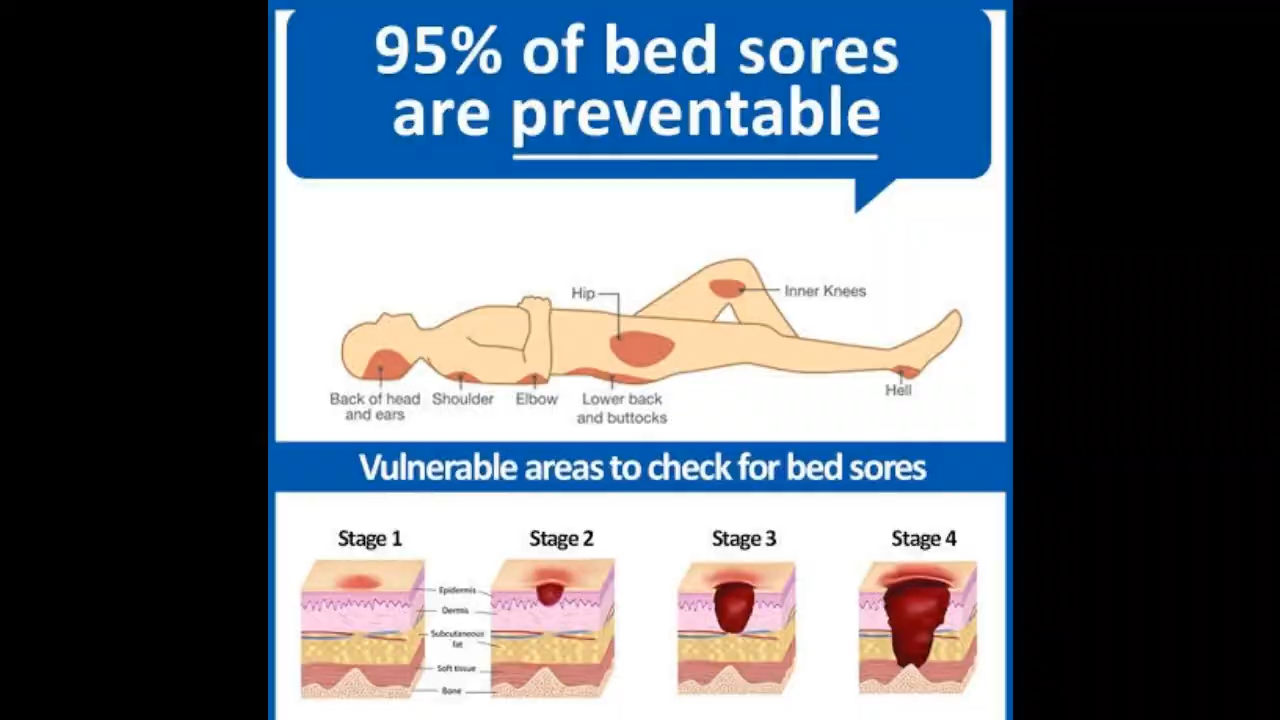 95% of bed sores
are preventable
Hip
Inner Knees
Back of head
and ears
Shoulder
Elbow
Lower back
and buttocks
Hell
Vulnerable areas to check for bed sores
Stage 1
Stage 2
Stage 3
Stage 4
Epidermis
Dermis
Subcutaneous
fat
Soft tissue
Bone